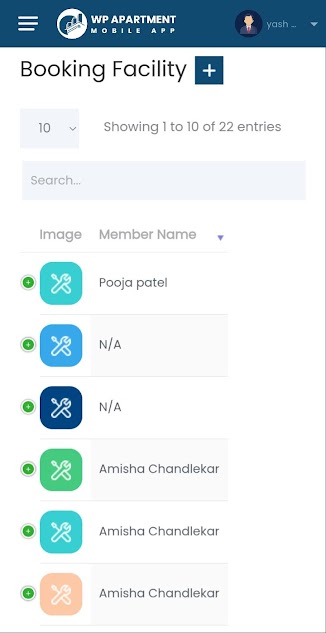 WP APARTMENT
MOBILE APP
yash ...
Booking Facility +
10
Showing 1 to 10 of 22 entries
Search...
Image Member Name
Pooja patel
N/A
N/A
Amisha Chandlekar
Amisha Chandlekar
Amisha Chandlekar